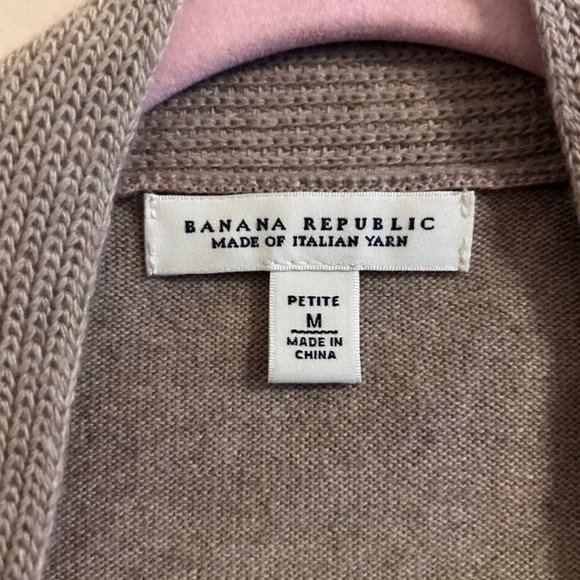 BANANA REPUBLIC
MADE OF ITALIAN YARN
PETITE
M
MADE IN
CHINA